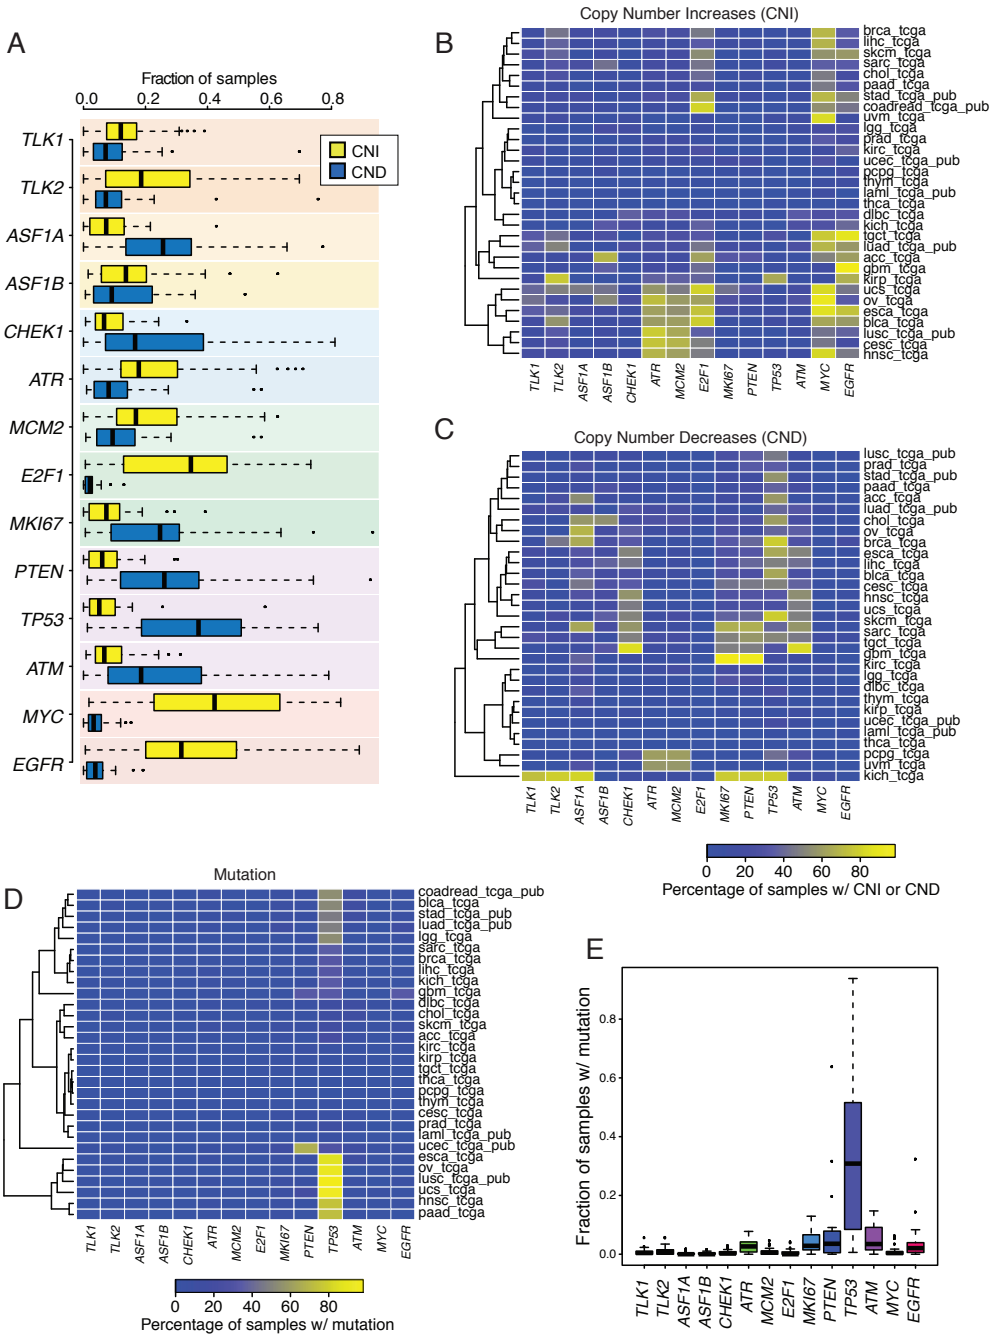 A
Fraction of samples
0.0 0.2 0.4 0.6 0.8
CNI
CND
TLK1
TLK2
ASF1A
ASF1B
CHEK1
ATR
MCM2
E2F1
MKI67
PTEN
TP53
ATM
MYC
EGFR
B
Copy Number Increases (CNI)
brca_tcga
lihc_tcga
skcm_tcga
sarc_tcga
chol_tcga
paad_tcga
stad_tcga_pub
coadread_tcga_pub
uvm_tcga
lgg_tcga
prad_tcga
kirc_tcga
ucec_tcga_pub
pcpg_tcga
thym_tcga
laml_tcga_pub
thca_tcga
dlbc_tcga
kich_tcga
tgct_tcga
luad_tcga_pub
acc_tcga
gbm_tcga
kirp_tcga
ucs_tcga
ov_tcga
esca_tcga
blca_tcga
lusc_tcga_pub
cesc_tcga
hnsc_tcga
TLK1 TLK2 ASF1A ASF1B CHEK1 ATR MCM2 E2F1 MKI67 PTEN TP53 ATM MYC EGFR
C
Copy Number Decreases (CND)
lusc_tcga_pub
prad_tcga
stad_tcga_pub
paad_tcga
acc_tcga
luad_tcga_pub
chol_tcga
ov_tcga
brca_tcga
esca_tcga
lihc_tcga
blca_tcga
cesc_tcga
hnsc_tcga
ucs_tcga
skcm_tcga
sarc_tcga
tgct_tcga
gbm_tcga
kirc_tcga
lgg_tcga
dlbc_tcga
thym_tcga
kirp_tcga
ucec_tcga_pub
laml_tcga_pub
thca_tcga
pcpg_tcga
uvm_tcga
kich_tcga
TLK1 TLK2 ASF1A ASF1B CHEK1 ATR MCM2 E2F1 MKI67 PTEN TP53 ATM MYC EGFR
0 20 40 60 80
Percentage of samples w/ CNI or CND
D
Mutation
coadread_tcga_pub
blca_tcga
stad_tcga_pub
luad_tcga_pub
lgg_tcga
sarc_tcga
brca_tcga
lihc_tcga
kich_tcga
gbm_tcga
dlbc_tcga
chol_tcga
skcm_tcga
acc_tcga
kirc_tcga
kirp_tcga
tgct_tcga
thca_tcga
pcpg_tcga
thym_tcga
cesc_tcga
prad_tcga
laml_tcga_pub
ucec_tcga_pub
esca_tcga
ov_tcga
lusc_tcga_pub
ucs_tcga
hnsc_tcga
paad_tcga
TLK1 TLK2 ASF1A ASF1B CHEK1 ATR MCM2 E2F1 MKI67 PTEN TP53 ATM MYC EGFR
0 20 40 60 80
Percentage of samples w/ mutation
E
Fraction of samples w/ mutation
0.8
0.6
0.4
0.2
0.0
TLK1 TLK2 ASF1A ASF1B CHEK1 ATR MCM2 E2F1 MKI67 PTEN TP53 ATM MYC EGFR